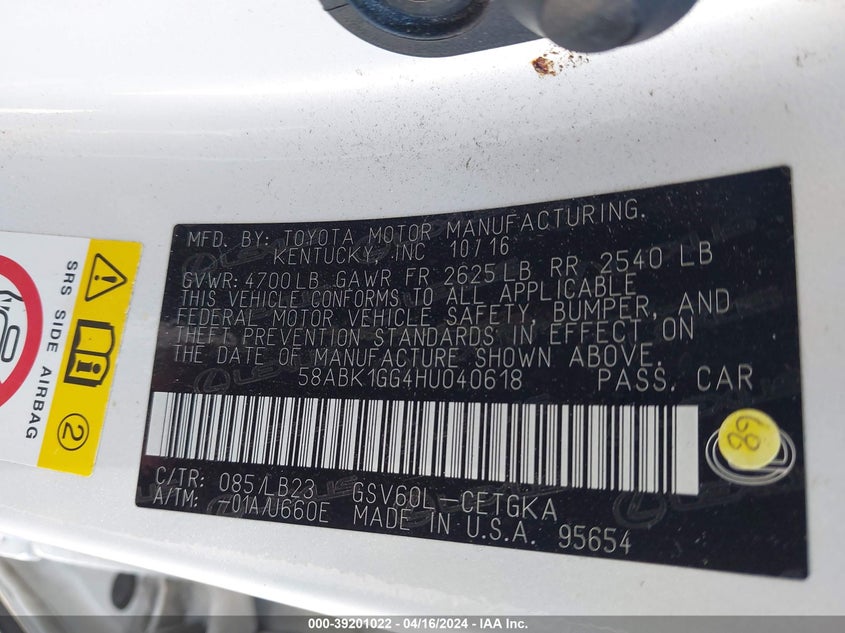 MFD. BY: TOYOTA MOTOR MANUFACTURING,
KENTUCKY, INC 10/16
GVWR: 4700LB GAWR FR 2625LB RR 2540 LB
THIS VEHICLE CONFORMS TO ALL APPLICABLE
FEDERAL MOTOR VEHICLE SAFETY, BUMPER, AND
THEFT PREVENTION STANDARDS IN EFFECT ON
THE DATE OF MANUFACTURE SHOWN ABOVE.
58ABK1GG4HU040618 PASS. CAR
C/TR: 085/LB23 GSV60L-CETGKA
A/TM: -01A/U660E MADE IN U.S.A. 95654
68
SRS SIDE AIRBAG
2
000-39201022 - 04/16/2024 - IAA Inc.